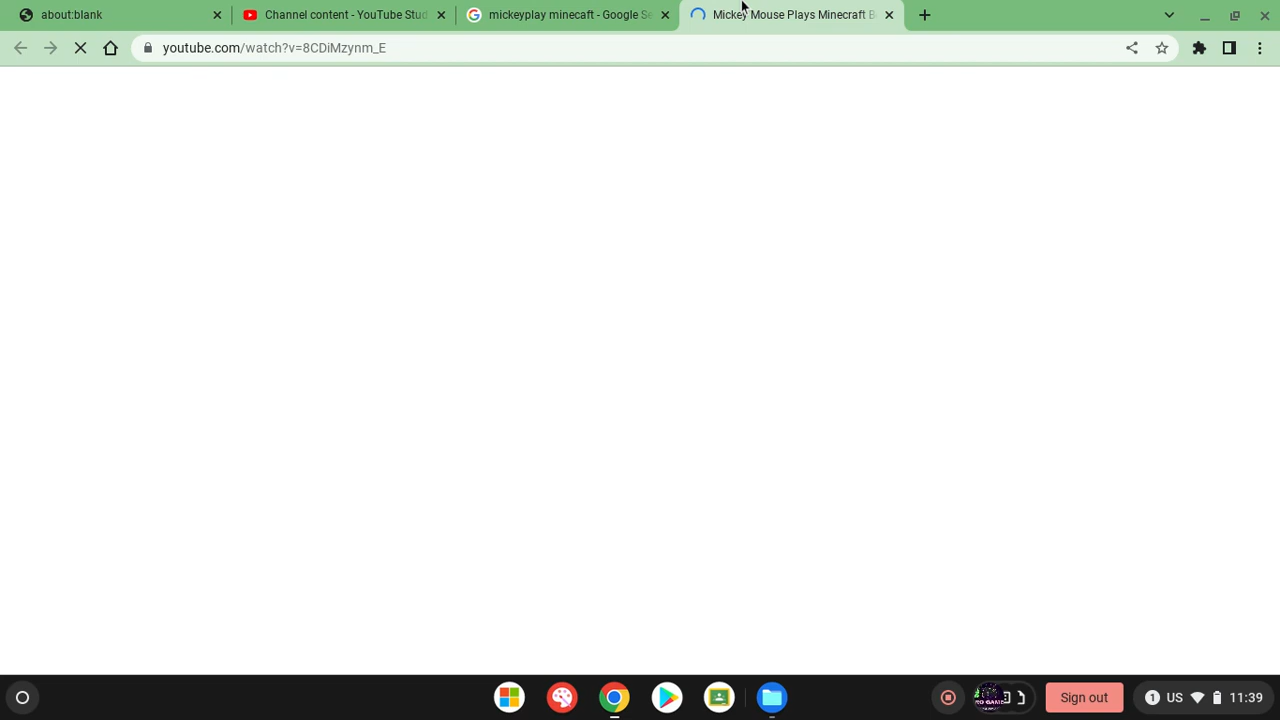 about:blank
Channel content - YouTube Stud
mickeyplay minecaft - Google Se
Mickey Mouse Plays Minecraft B
youtube.com/watch?v=8CDiMzynm_E
Sign out
1 US 11:39